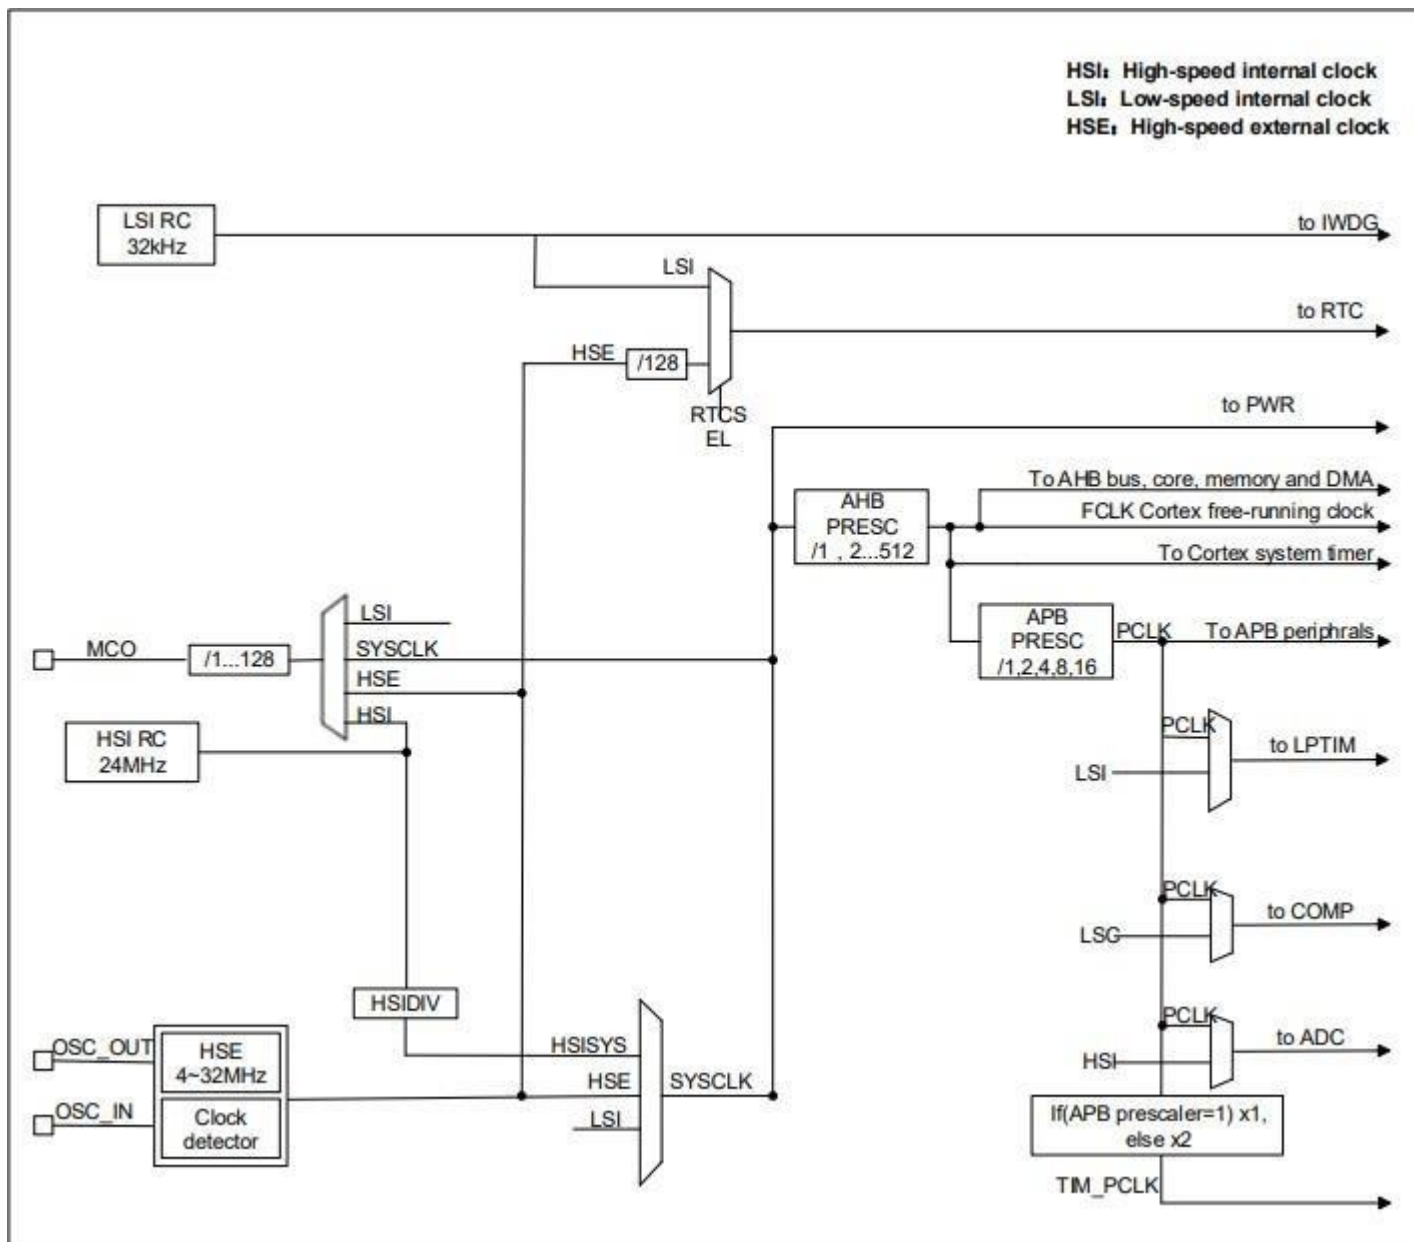 HSI: High-speed internal clock
LSI: Low-speed internal clock
HSE: High-speed external clock
LSI RC
32kHz
to IWDG
LSI
to RTC
HSE
/128
RTCS
EL
to PWR
To AHB bus, core, memory and DMA
AHB
PRESC
/1 , 2...512
FCLK Cortex free-running clock
To Cortex system timer
LSI
APB
PRESC
/1,2,4,8,16
PCLK
To APB periphrals
MCO
/1...128
SYSCLK
HSE
HSI
HSI RC
24MHz
PCLK
to LPTIM
LSI
PCLK
to COMP
LSC
HSIDIV
PCLK
to ADC
HSI
OSC_OUT
HSE
4~32MHz
HSISYS
HSE
SYSCLK
OSC_IN
Clock
detector
LSI
If(APB prescaler=1) x1,
else x2
TIM_PCLK